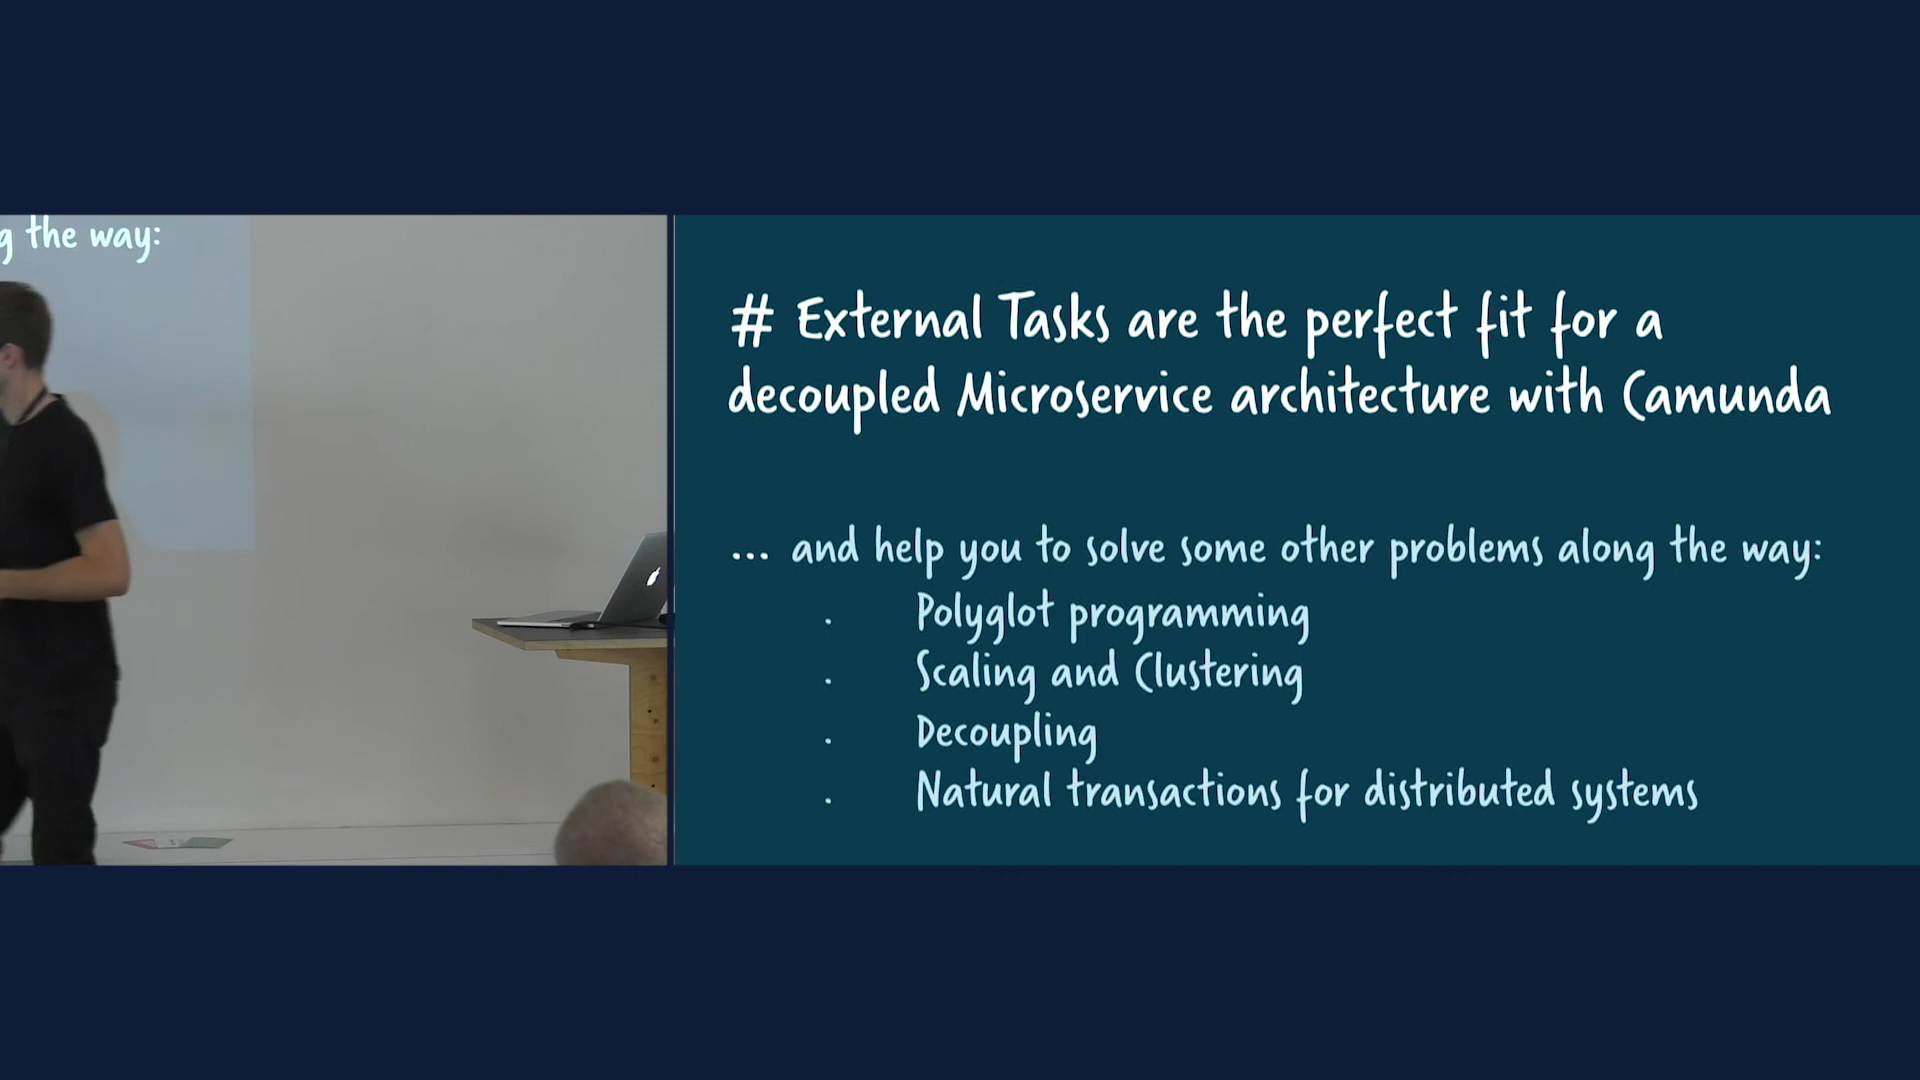 g the way:
# External Tasks are the perfect fit for a
decoupled Microservice architecture with Camunda
... and help you to solve some other problems along the way:
. Polyglot programming
. Scaling and Clustering
. Decoupling
. Natural transactions for distributed systems